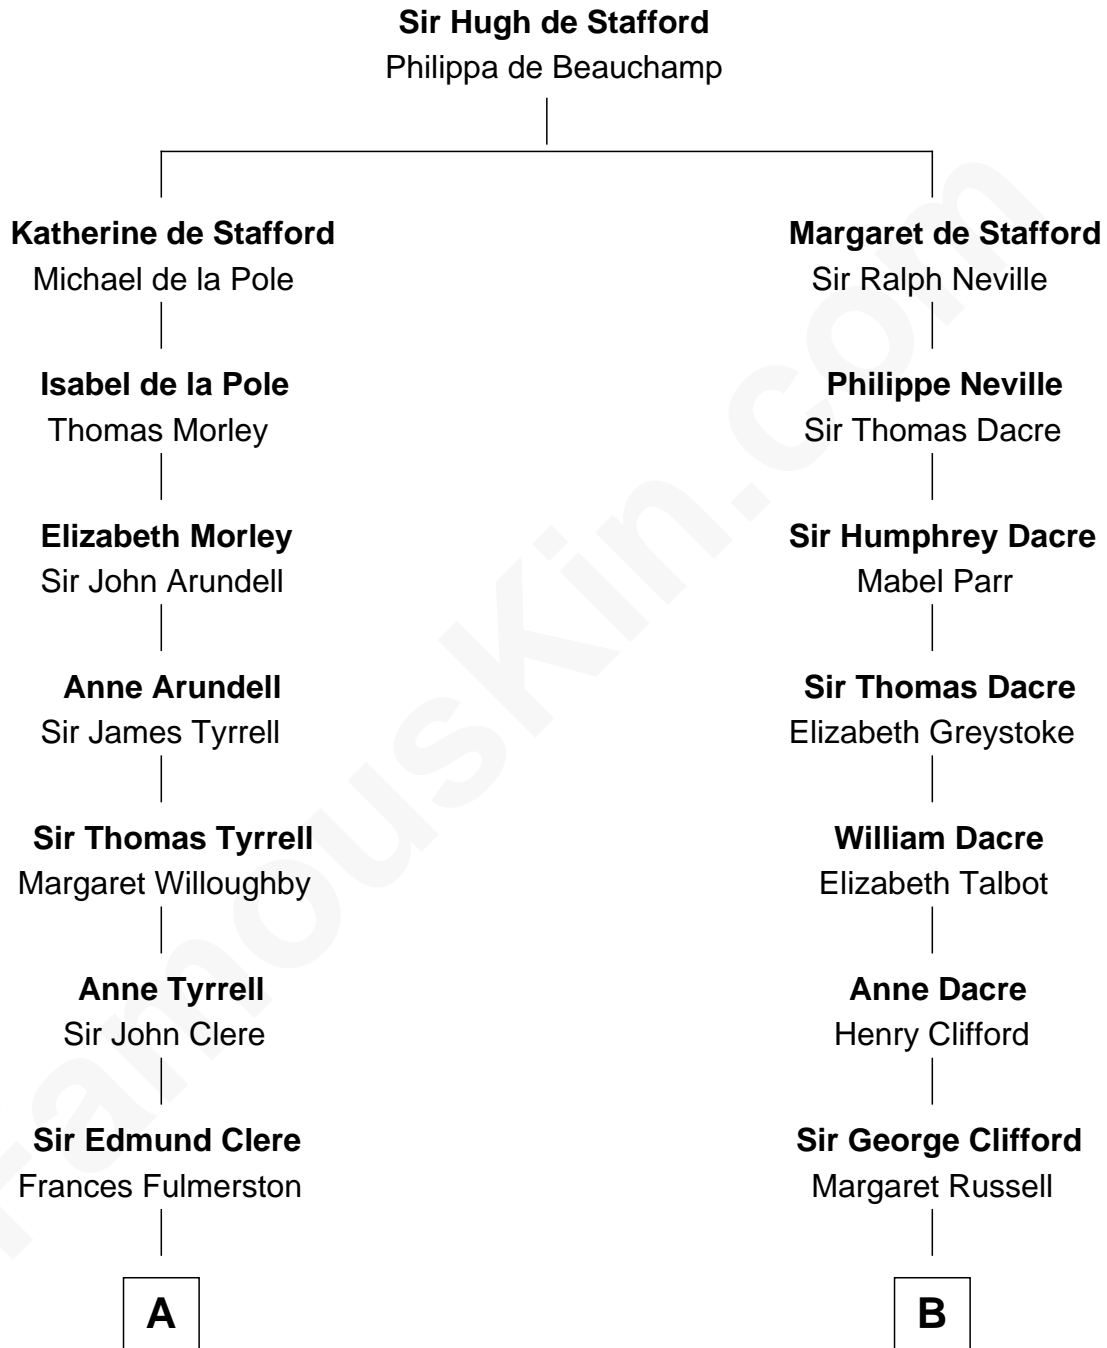 Sir Hugh de Stafford
Philippa de Beauchamp
Katherine de Stafford
Michael de la Pole
Margaret de Stafford
Sir Ralph Neville
Isabel de la Pole
Thomas Morley
Philippe Neville
Sir Thomas Dacre
Elizabeth Morley
Sir John Arundell
Sir Humphrey Dacre
Mabel Parr
Anne Arundell
Sir James Tyrrell
Sir Thomas Dacre
Elizabeth Greystoke
Sir Thomas Tyrrell
Margaret Willoughby
William Dacre
Elizabeth Talbot
Anne Tyrrell
Sir John Clere
Anne Dacre
Henry Clifford
Sir Edmund Clere
Frances Fulmerston
Sir George Clifford
Margaret Russell
A
B
FamousKin.com